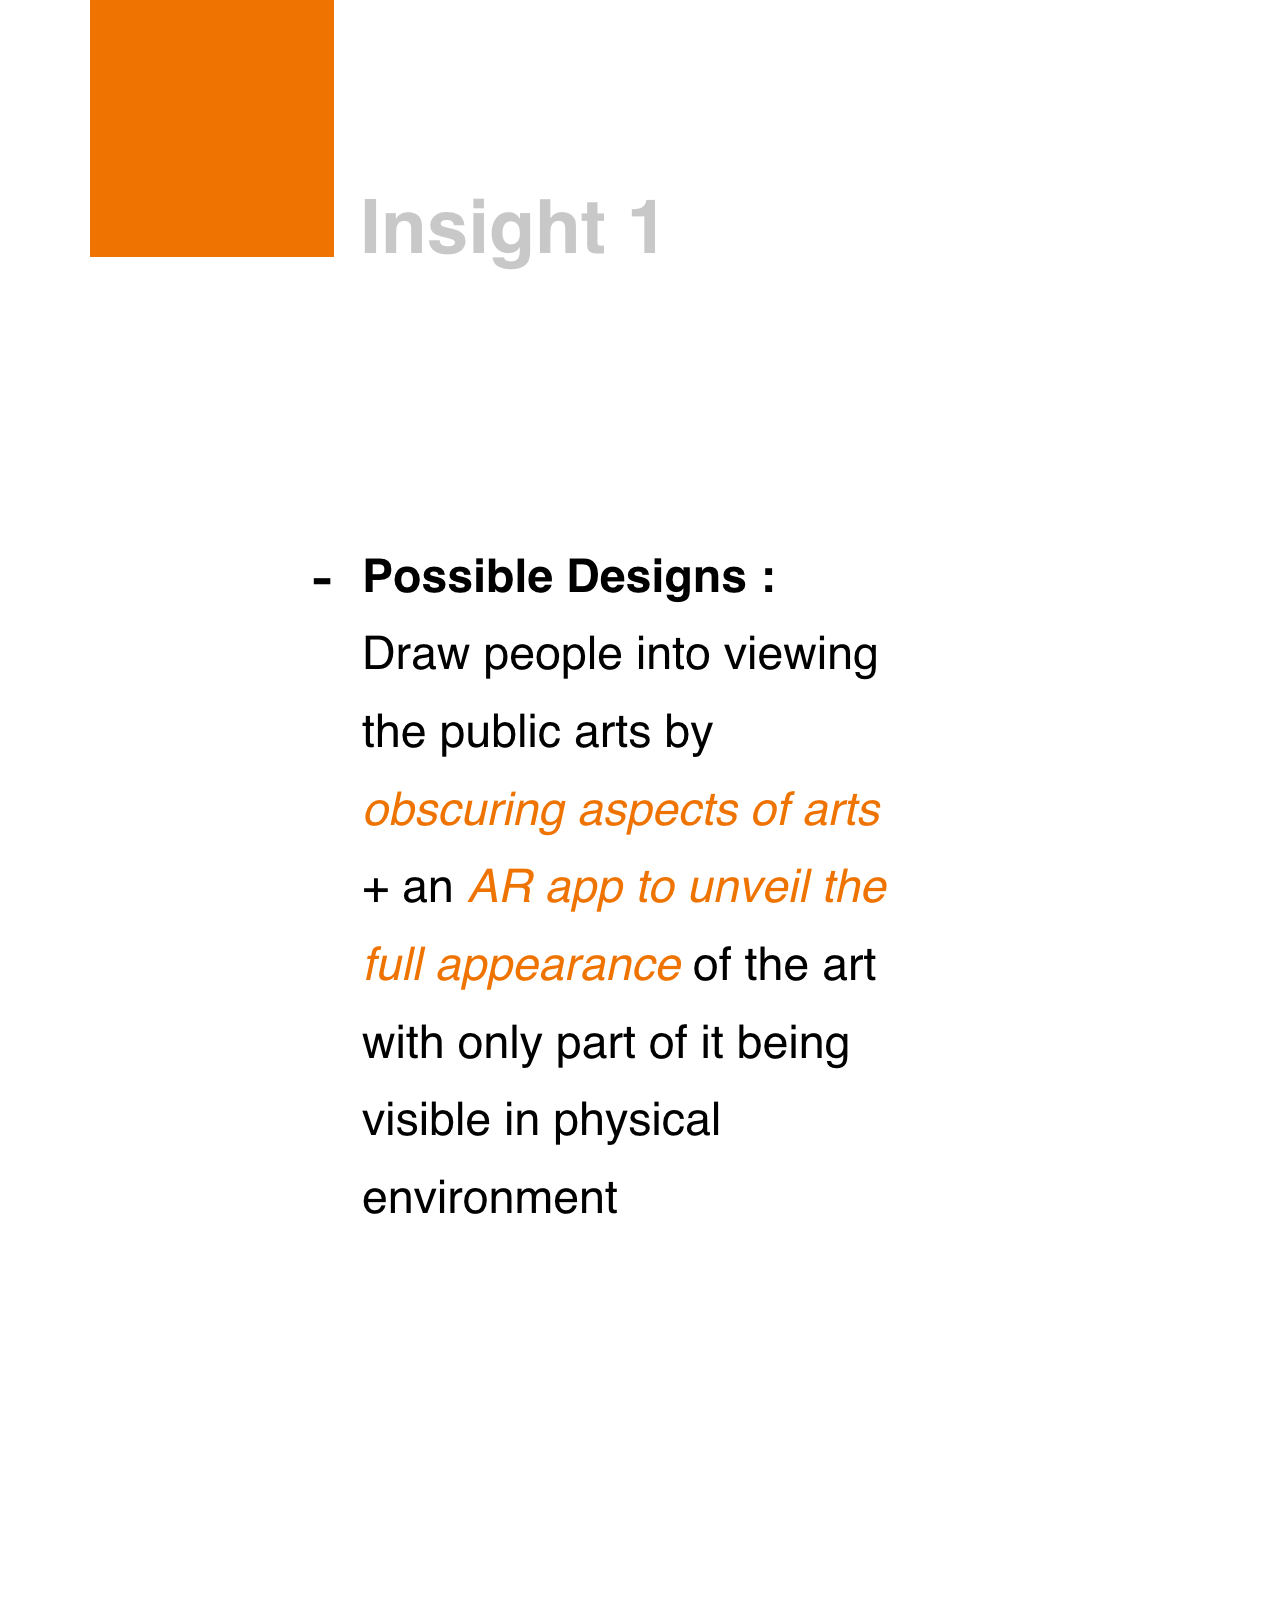 Insight 1
- Possible Designs :
Draw people into viewing
the public arts by
obscuring aspects of arts
+ an AR app to unveil the
full appearance of the art
with only part of it being
visible in physical
environment